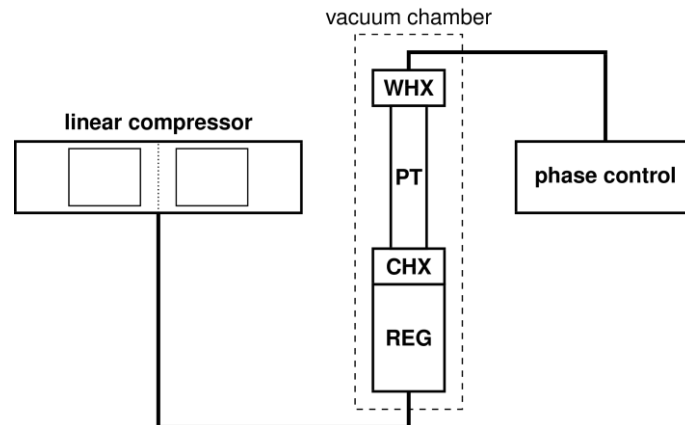 vacuum chamber
WHX
linear compressor
PT
phase control
CHX
REG